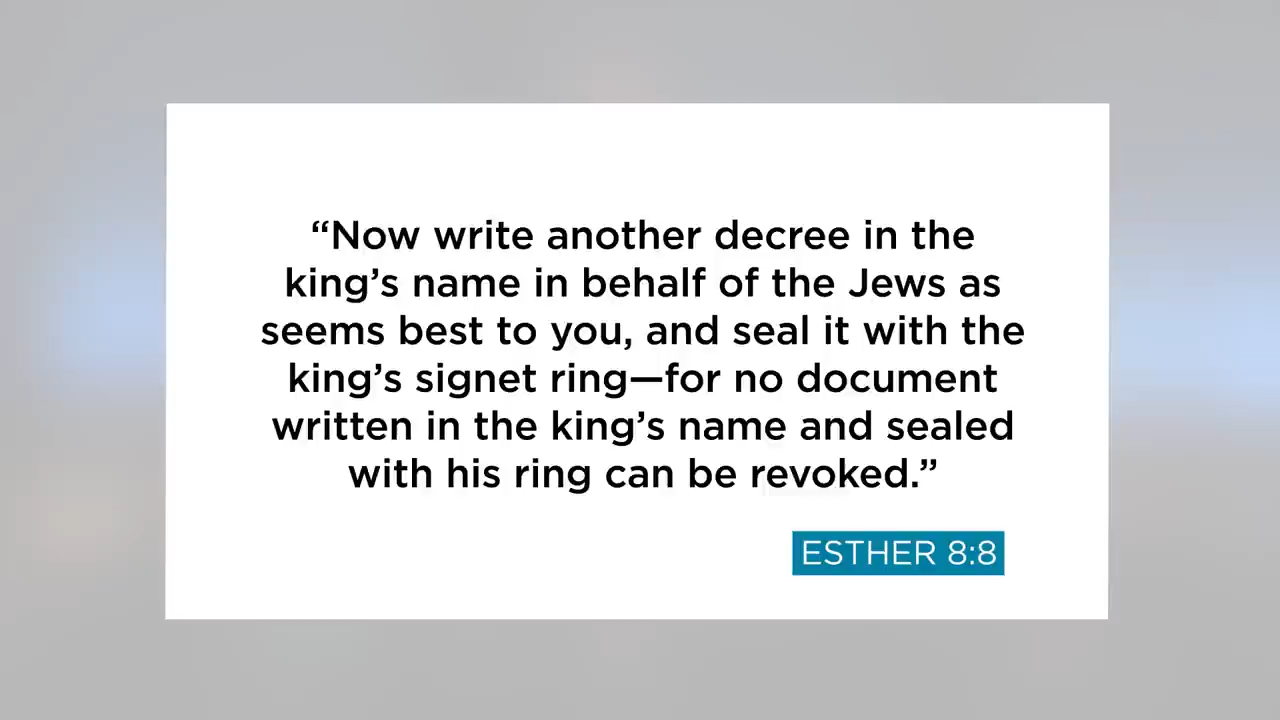 “Now write another decree in the
king’s name in behalf of the Jews as
seems best to you, and seal it with the
king’s signet ring—for no document
written in the king’s name and sealed
with his ring can be revoked.”
ESTHER 8:8